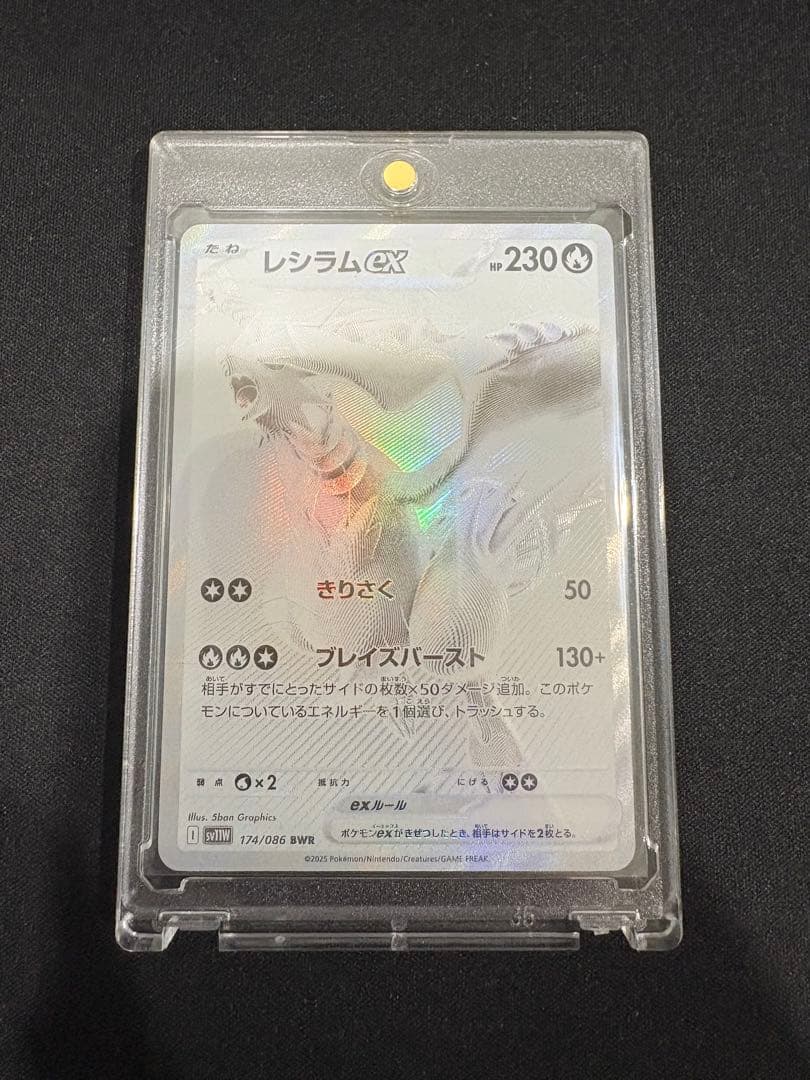 たね レシラムex HP230
きりさく 50
ブレイズバースト 130+
相手がすでにとったサイドの枚数×50ダメージ追加。このポケ
モンについているエネルギーを1個選び、トラッシュする。
弱点 ×2 抵抗力 にげる
exルール
Illus. 5ban Graphics
ポケモンexがきぜつしたとき、相手はサイドを2枚とる。
I sv11W 174/086 BWR
©2025 Pokémon/Nintendo/Creatures/GAME FREAK.